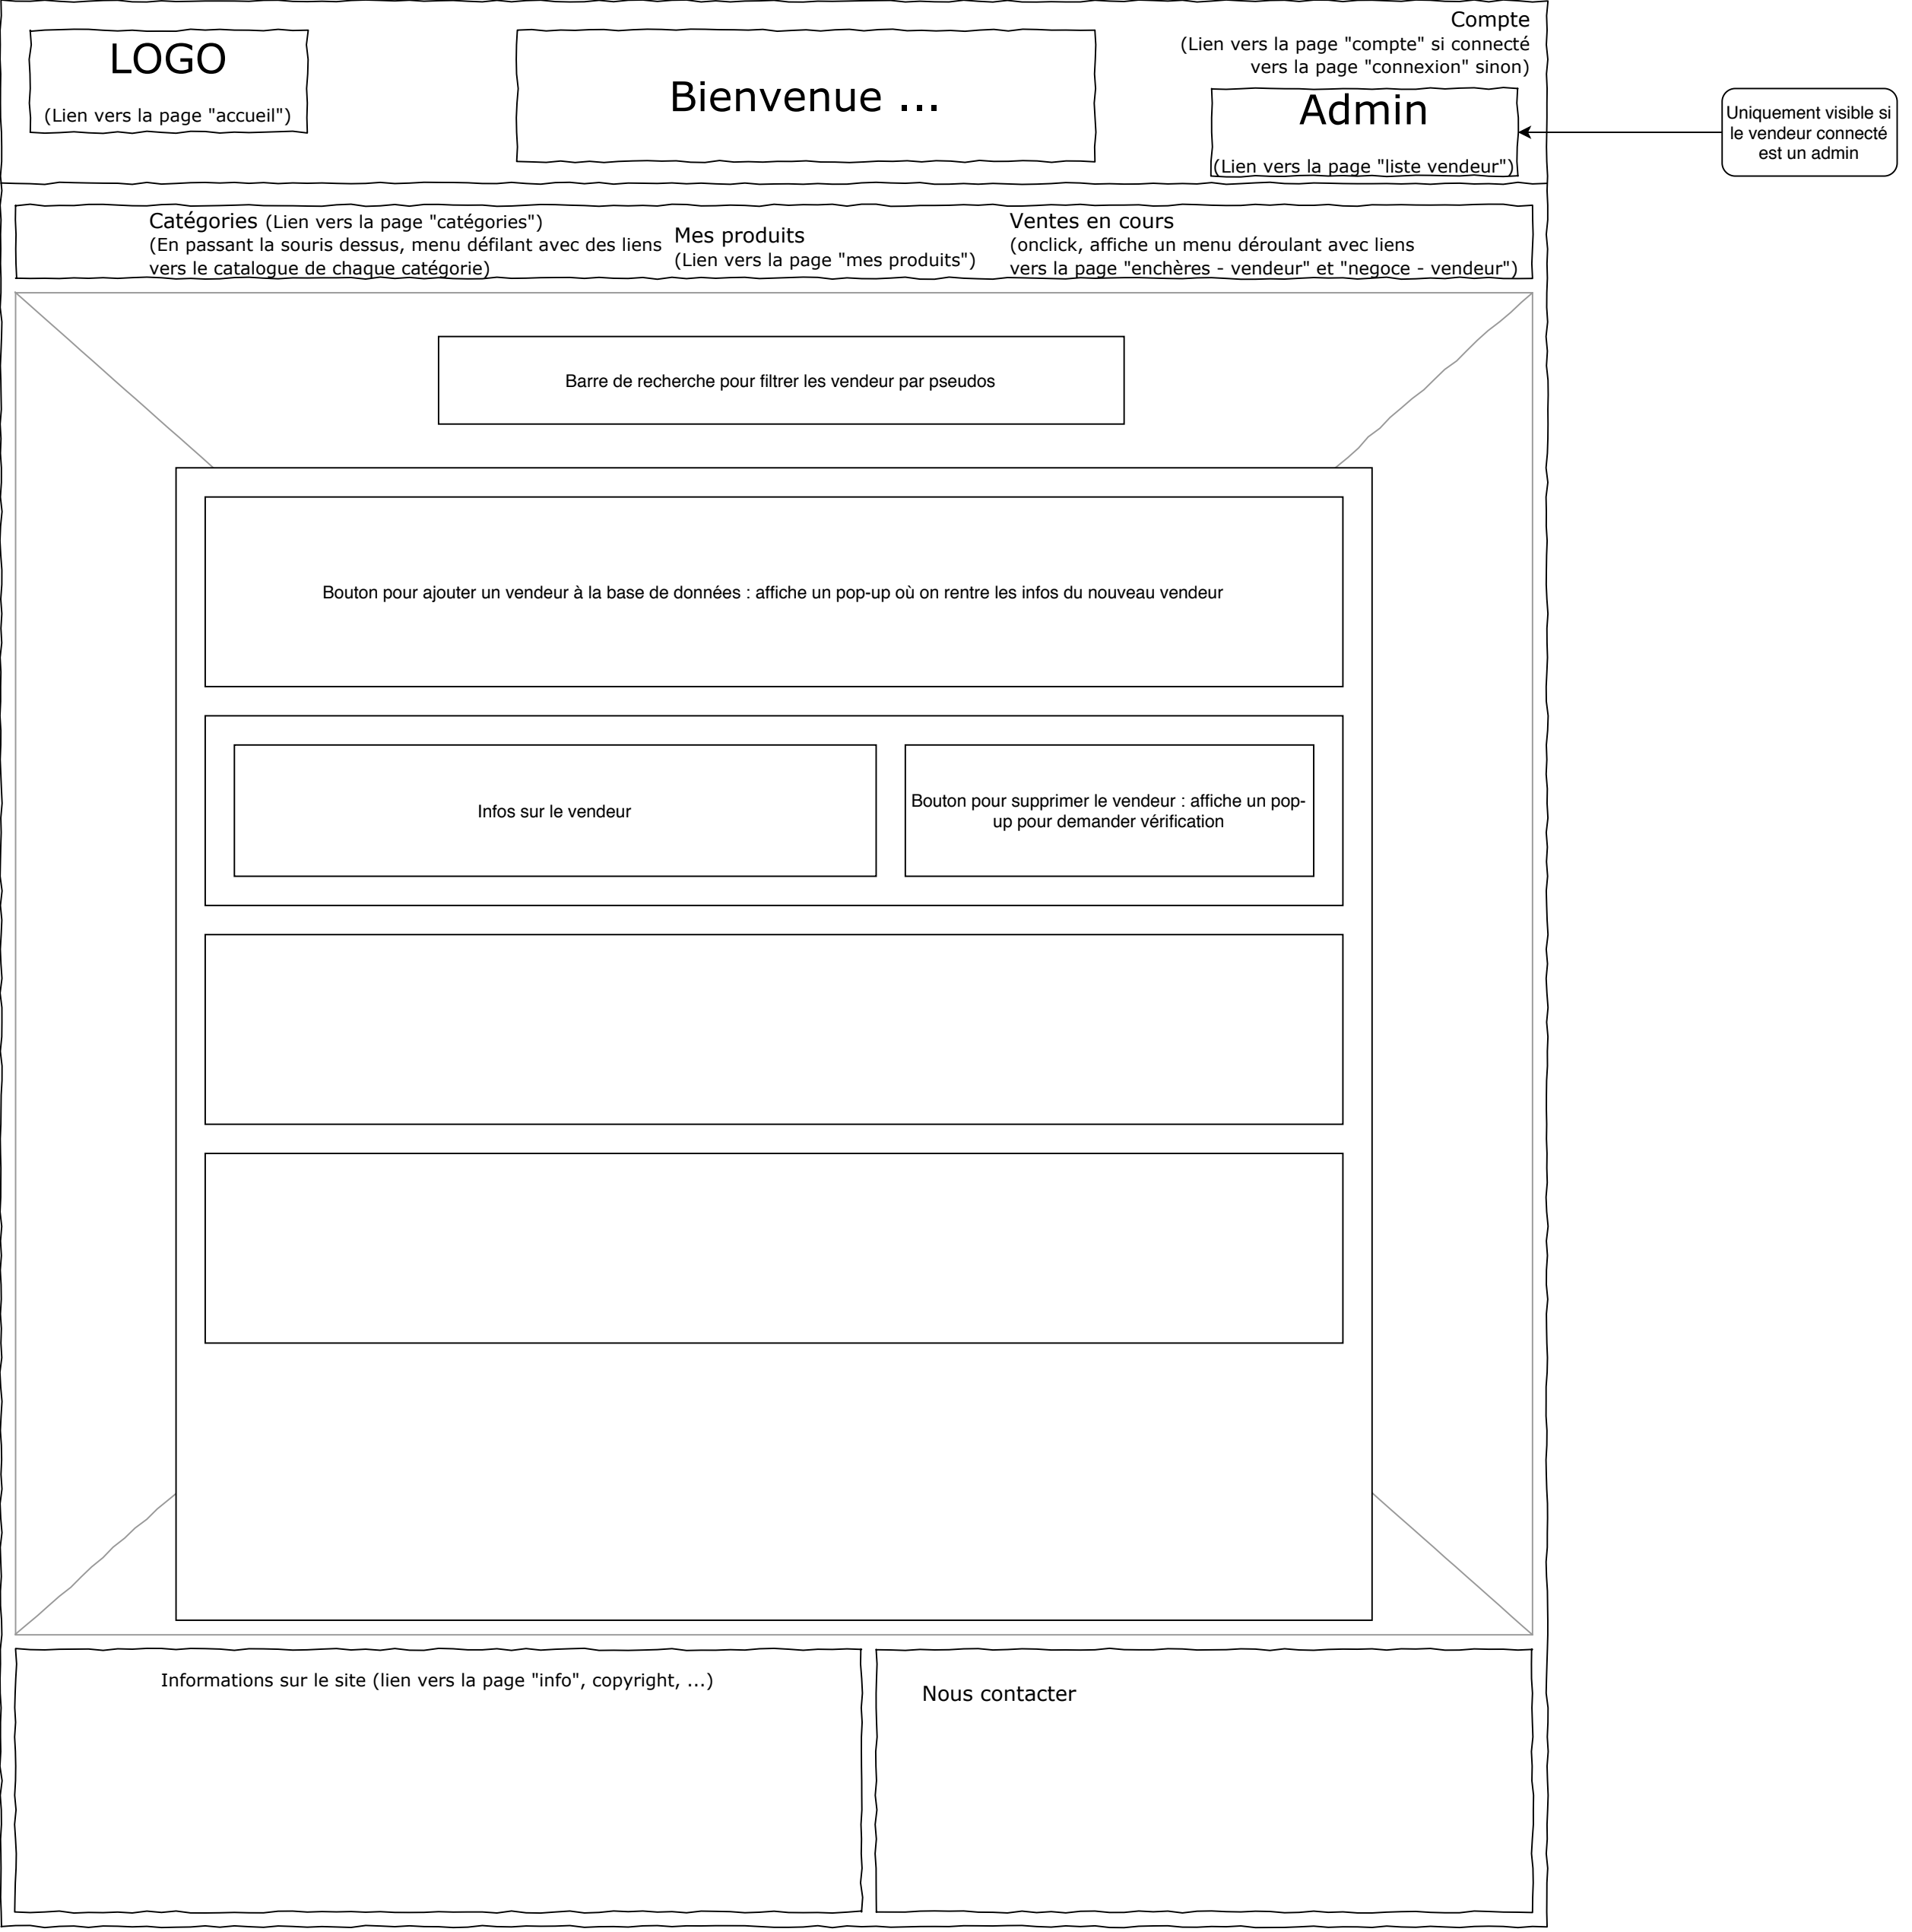 LOGO
(Lien vers la page "accueil")
Bienvenue ...
Compte
(Lien vers la page "compte" si connecté
vers la page "connexion" sinon)
Admin
(Lien vers la page "liste vendeur")
Uniquement visible si
le vendeur connecté
est un admin
Catégories (Lien vers la page "catégories")
(En passant la souris dessus, menu défilant avec des liens
vers le catalogue de chaque catégorie)
Mes produits
(Lien vers la page "mes produits")
Ventes en cours
(onclick, affiche un menu déroulant avec liens
vers la page "enchères - vendeur" et "negoce - vendeur")
Barre de recherche pour filtrer les vendeur par pseudos
Bouton pour ajouter un vendeur à la base de données : affiche un pop-up où on rentre les infos du nouveau vendeur
Infos sur le vendeur
Bouton pour supprimer le vendeur : affiche un pop-
up pour demander vérification
Informations sur le site (lien vers la page "info", copyright, ...)
Nous contacter